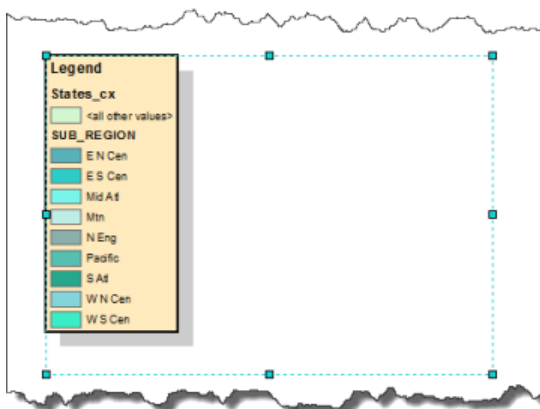 Legend
States_cx
<all other values>
SUB_REGION
E N Cen
E S Cen
Mid Atl
Mtn
N Eng
Pacific
S Atl
W N Cen
W S Cen